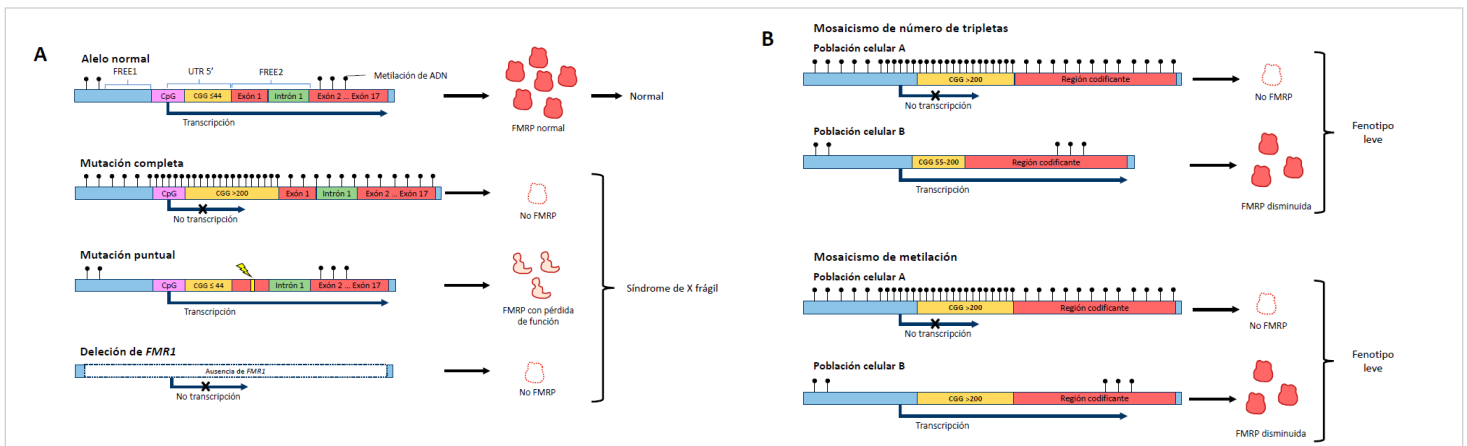 A
Alelo normal
FREE1
UTR 5'
FREE2
Metilación de ADN
CpG
CGG ≤44
Exón 1
Intrón 1
Exón 2 ... Exón 17
Transcripción
FMRP normal
Normal
Mutación completa
CpG
CGG >200
Exón 1
Intrón 1
Exón 2 ... Exón 17
No transcripción
No FMRP
Mutación puntual
CpG
CGG ≤ 44
Intrón 1
Exón 2 ... Exón 17
Transcripción
FMRP con pérdida
de función
Deleción de FMR1
Ausencia de FMR1
No transcripción
No FMRP
Síndrome de X frágil
B
Mosaicismo de número de tripletas
Población celular A
CGG >200
Región codificante
No transcripción
No FMRP
Población celular B
CGG 55-200
Región codificante
Transcripción
FMRP disminuida
Fenotipo
leve
Mosaicismo de metilación
Población celular A
CGG >200
Región codificante
No transcripción
No FMRP
Población celular B
CGG >200
Región codificante
Transcripción
FMRP disminuida
Fenotipo
leve